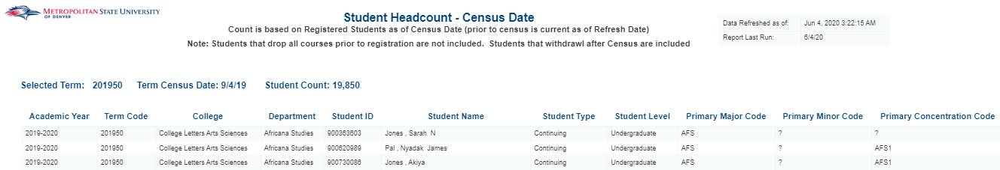 METROPOLITAN STATE UNIVERSITY
OF DENVER
Student Headcount - Census Date
Count is based on Registered Students as of Census Date (prior to census is current as of Refresh Date)
Note: Students that drop all courses prior to registration are not included. Students that withdrawl after Census are included
Data Refreshed as of: Jun 4, 2020 3:22:15 AM
Report Last Run: 6/4/20
Selected Term: 201950 Term Census Date: 9/4/19 Student Count: 19,850
Academic Year Term Code College Department Student ID Student Name Student Type Student Level Primary Major Code Primary Minor Code Primary Concentration Code
2019-2020 201950 College Letters Arts Sciences Africana Studies 900363603 Jones , Sarah N Continuing Undergraduate AFS ? ?
2019-2020 201950 College Letters Arts Sciences Africana Studies 900620989 Pal , Nyadak James Continuing Undergraduate AFS ? AFS1
2019-2020 201950 College Letters Arts Sciences Africana Studies 900730086 Jones , Akiya Continuing Undergraduate AFS ? AFS1